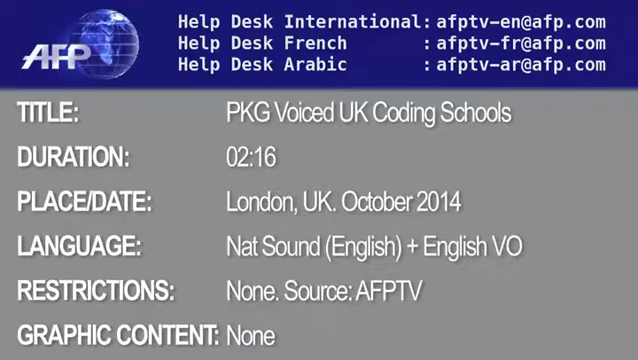 AFP
Help Desk International: afptv-en@afp.com
Help Desk French : afptv-fr@afp.com
Help Desk Arabic : afptv-ar@afp.com
TITLE: PKG Voiced UK Coding Schools
DURATION: 02:16
PLACE/DATE: London, UK. October 2014
LANGUAGE: Nat Sound (English) + English VO
RESTRICTIONS: None. Source: AFPTV
GRAPHIC CONTENT: None